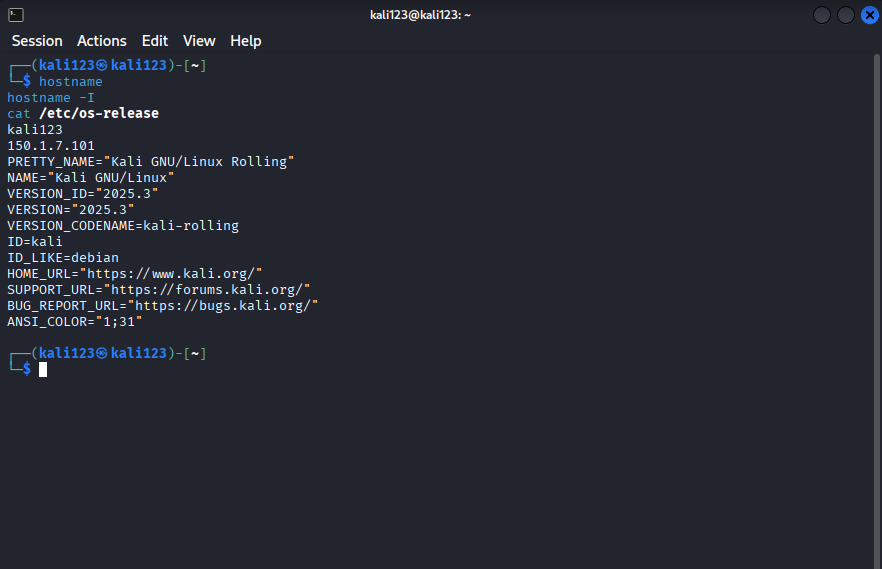 kali123@kali123: ~
Session Actions Edit View Help
┌──(kali123㉿kali123)-[~]
└─$ hostname
hostname -I
cat /etc/os-release
kali123
150.1.7.101
PRETTY_NAME="Kali GNU/Linux Rolling"
NAME="Kali GNU/Linux"
VERSION_ID="2025.3"
VERSION="2025.3"
VERSION_CODENAME=kali-rolling
ID=kali
ID_LIKE=debian
HOME_URL="https://www.kali.org/"
SUPPORT_URL="https://forums.kali.org/"
BUG_REPORT_URL="https://bugs.kali.org/"
ANSI_COLOR="1;31"
┌──(kali123㉿kali123)-[~]
└─$